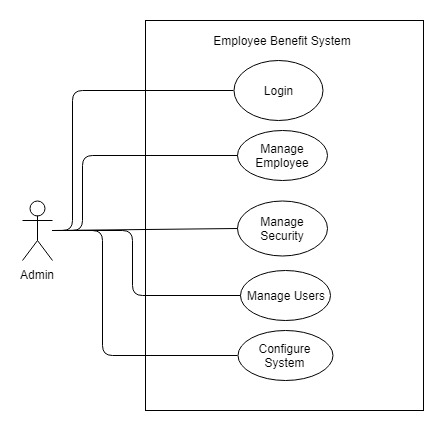 Employee Benefit System
Login
Manage
Employee
Manage
Security
Admin
Manage Users
Configure
System